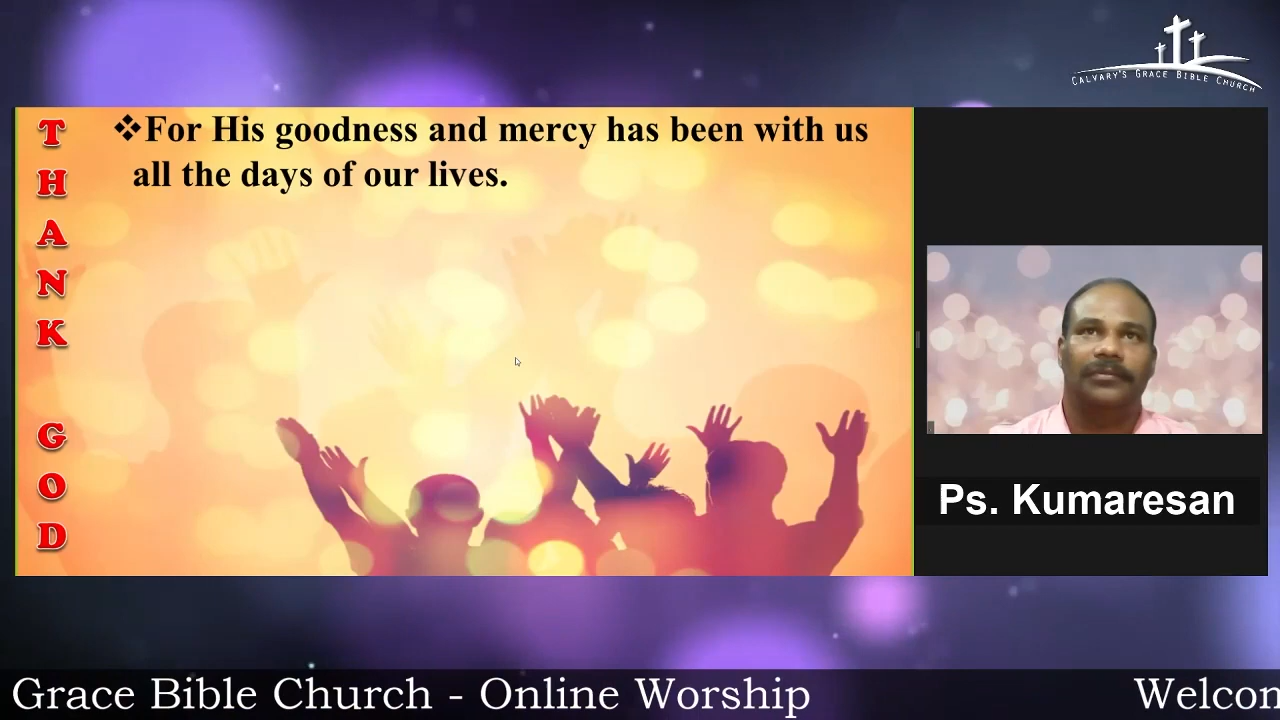 CALVARY'S GRACE BIBLE CHURCH
THANK GOD
❖For His goodness and mercy has been with us
all the days of our lives.
Ps. Kumaresan
Grace Bible Church - Online Worship